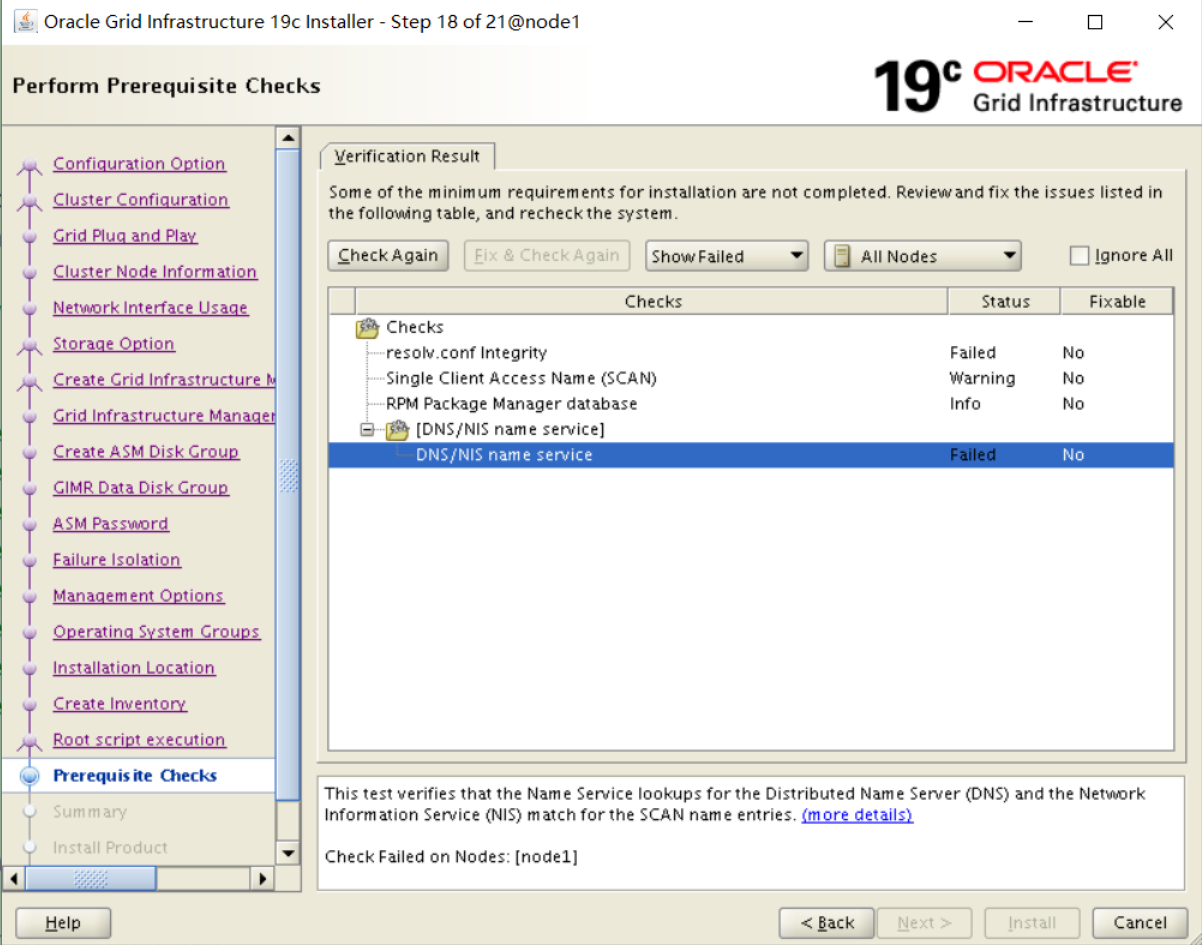 Oracle Grid Infrastructure 19c Installer - Step 18 of 21@node1
Perform Prerequisite Checks
19c ORACLE
Grid Infrastructure
Configuration Option
Cluster Configuration
Grid Plug and Play
Cluster Node Information
Network Interface Usage
Storage Option
Create Grid Infrastructure M
Grid Infrastructure Manager
Create ASM Disk Group
GIMR Data Disk Group
ASM Password
Failure Isolation
Management Options
Operating System Groups
Installation Location
Create Inventory
Root script execution
Prerequisite Checks
Summary
Install Product
Verification Result
Some of the minimum requirements for installation are not completed. Review and fix the issues listed in
the following table, and recheck the system.
Check Again Fix & Check Again Show Failed All Nodes Ignore All
Checks Status Fixable
Checks
resolv.conf Integrity Failed No
Single Client Access Name (SCAN) Warning No
RPM Package Manager database Info No
[DNS/NIS name service]
DNS/NIS name service Failed No
This test verifies that the Name Service lookups for the Distributed Name Server (DNS) and the Network
Information Service (NIS) match for the SCAN name entries. (more details)
Check Failed on Nodes: [node1]
Help < Back Next > Install Cancel